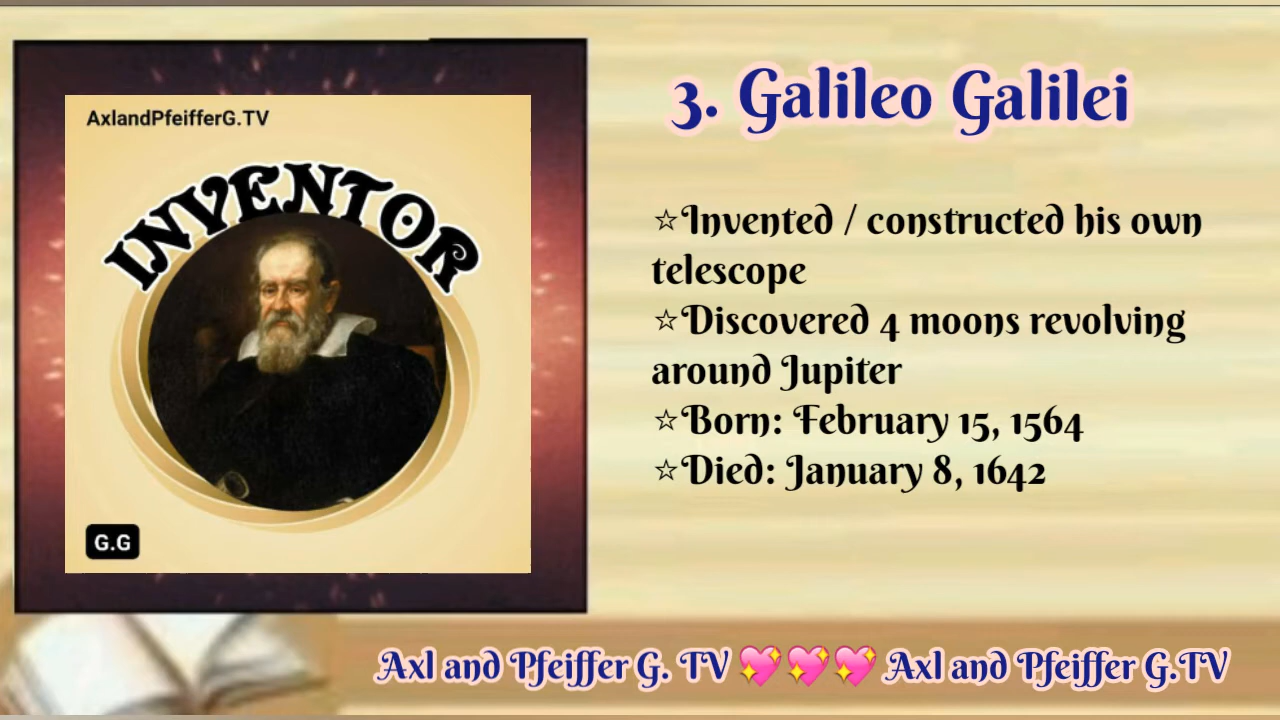 AxlandPfeifferG.TV
INVENTOR
G.G
3. Galileo Galilei
☆Invented / constructed his own
telescope
☆Discovered 4 moons revolving
around Jupiter
☆Born: February 15, 1564
☆Died: January 8, 1642
Axl and Pfeiffer G. TV 💖💖💖 Axl and Pfeiffer G.TV